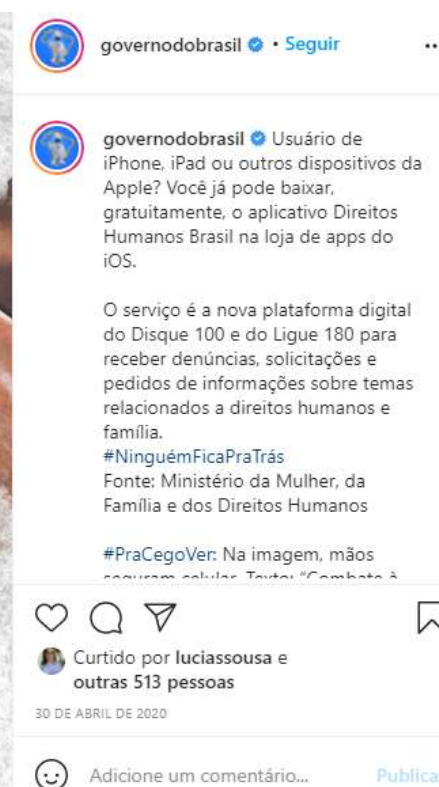 governodobrasil • Seguir
governodobrasil Usuário de
iPhone, iPad ou outros dispositivos da
Apple? Você já pode baixar,
gratuitamente, o aplicativo Direitos
Humanos Brasil na loja de apps do
iOS.
O serviço é a nova plataforma digital
do Disque 100 e do Ligue 180 para
receber denúncias, solicitações e
pedidos de informações sobre temas
relacionados a direitos humanos e
família.
#NinguémFicaPraTrás
Fonte: Ministério da Mulher, da
Família e dos Direitos Humanos
#PraCegoVer: Na imagem, mãos
seguram celular. Texto: “Combate à
Curtido por luciassousa e
outras 513 pessoas
30 DE ABRIL DE 2020
Adicione um comentário...
Publica